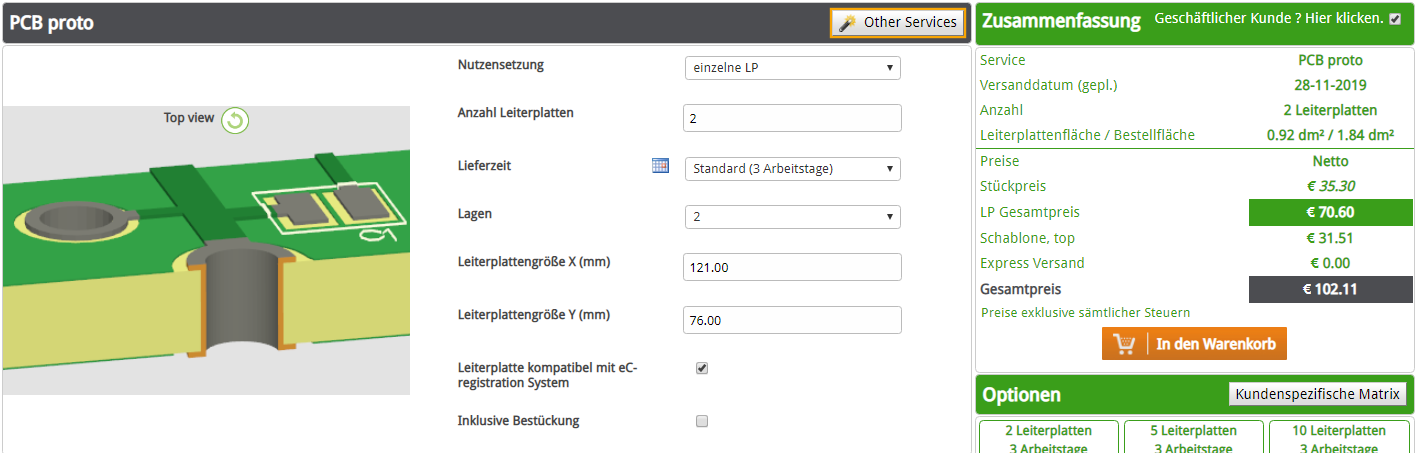 PCB proto
Other Services
Top view
Nutzensetzung
einzelne LP
Anzahl Leiterplatten
2
Lieferzeit
Standard (3 Arbeitstage)
Lagen
2
Leiterplattengröße X (mm)
121.00
Leiterplattengröße Y (mm)
76.00
Leiterplatte kompatibel mit eC-
registration System
Inklusive Bestückung
Zusammenfassung Geschäftlicher Kunde ? Hier klicken.
Service PCB proto
Versanddatum (gepl.) 28-11-2019
Anzahl 2 Leiterplatten
Leiterplattenfläche / Bestellfläche 0.92 dm² / 1.84 dm²
Preise Netto
Stückpreis € 35.30
LP Gesamtpreis € 70.60
Schablone, top € 31.51
Express Versand € 0.00
Gesamtpreis € 102.11
Preise exklusive sämtlicher Steuern
In den Warenkorb
Optionen Kundenspezifische Matrix
2 Leiterplatten 5 Leiterplatten 10 Leiterplatten
3 Arbeitstage 3 Arbeitstage 3 Arbeitstage